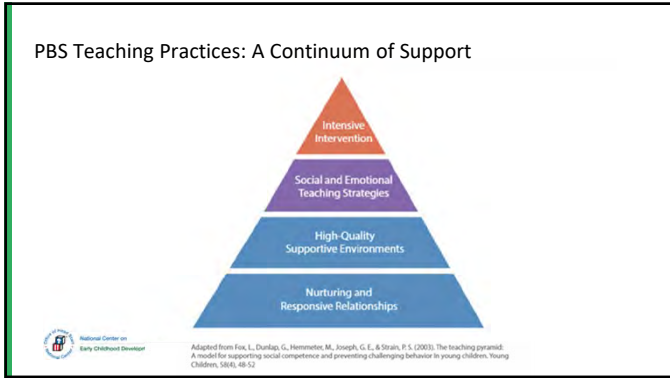 PBS Teaching Practices: A Continuum of Support
Intensive
Intervention
Social and Emotional
Teaching Strategies
High-Quality
Supportive Environments
Nurturing and
Responsive Relationships
National Center on
Early Childhood Developm
Adapted from Fox, L., Dunlap, G., Hemmeter, M., Joseph, G. E., & Strain, P. S. (2003). The teaching pyramid:
A model for supporting social competence and preventing challenging behavior in young children. Young
Children, 58(4), 48-52